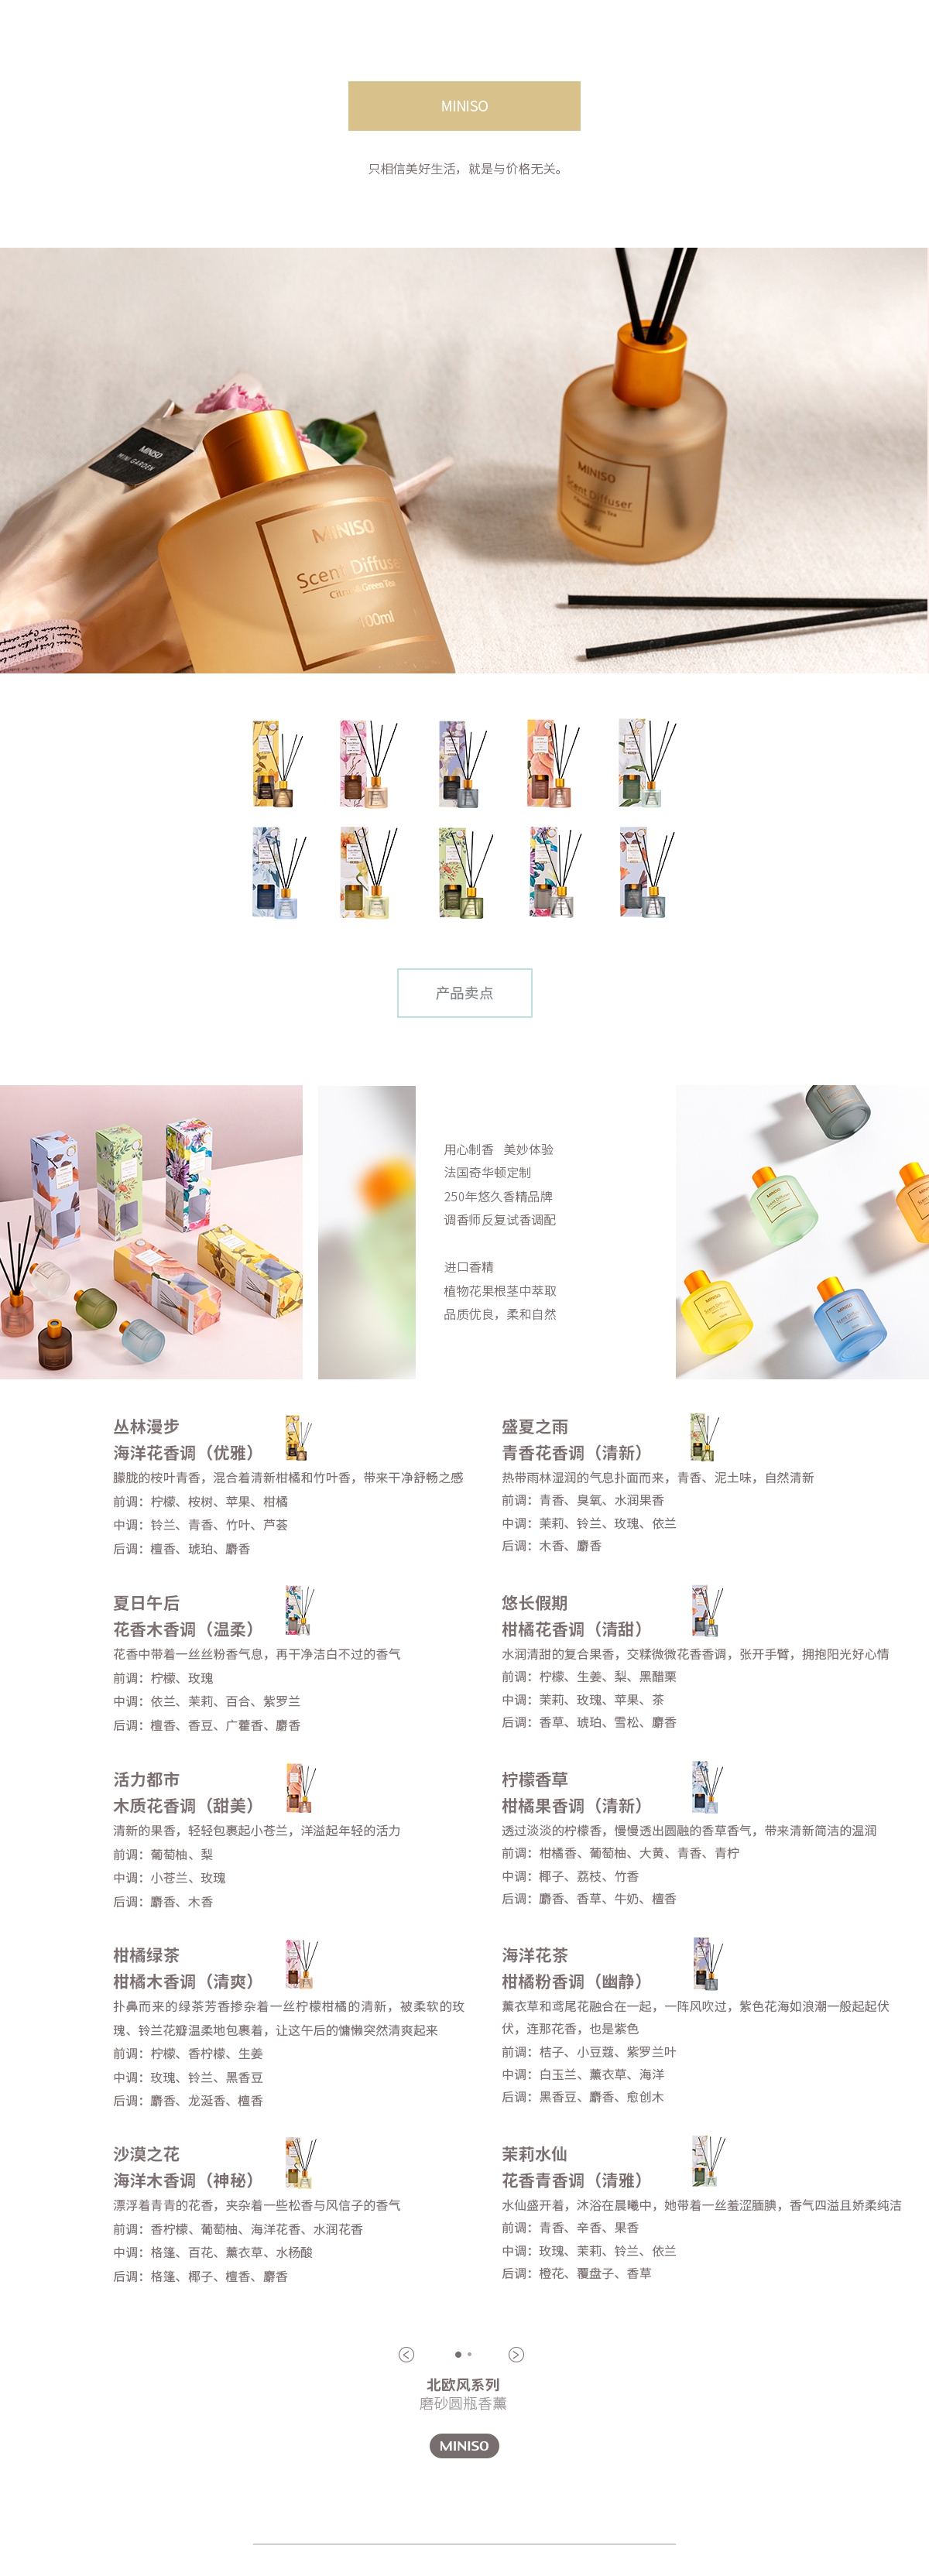 MINISO
只相信美好生活，就是与价格无关。
MINISO
MINI GARDEN
MINISO
Scent Diffuse
Citrus & Green Tea
100ml
MINISO
Scent Diffuser
Citrus & Green Tea
50ml
产品卖点
用心制香 美妙体验
法国奇华顿定制
250年悠久香精品牌
调香师反复试香调配
进口香精
植物花果根茎中萃取
品质优良，柔和自然
MINISO
Scent Diffuser
MINISO
MINISO
丛林漫步
海洋花香调（优雅）
朦胧的桉叶青香，混合着清新柑橘和竹叶香，带来干净舒畅之感
前调：柠檬、桉树、苹果、柑橘
中调：铃兰、青香、竹叶、芦荟
后调：檀香、琥珀、麝香
盛夏之雨
青香花香调（清新）
热带雨林湿润的气息扑面而来，青香、泥土味，自然清新
前调：青香、臭氧、水润果香
中调：茉莉、铃兰、玫瑰、依兰
后调：木香、麝香
夏日午后
花香木香调（温柔）
花香中带着一丝丝粉香气息，再干净洁白不过的香气
前调：柠檬、玫瑰
中调：依兰、茉莉、百合、紫罗兰
后调：檀香、香豆、广藿香、麝香
悠长假期
柑橘花香调（清甜）
水润清甜的复合果香，交糅微微花香香调，张开手臂，拥抱阳光好心情
前调：柠檬、生姜、梨、黑醋栗
中调：茉莉、玫瑰、苹果、茶
后调：香草、琥珀、雪松、麝香
活力都市
木质花香调（甜美）
清新的果香，轻轻包裹起小苍兰，洋溢起年轻的活力
前调：葡萄柚、梨
中调：小苍兰、玫瑰
后调：麝香、木香
柠檬香草
柑橘果香调（清新）
透过淡淡的柠檬香，慢慢透出圆融的香草香气，带来清新简洁的温润
前调：柑橘香、葡萄柚、大黄、青香、青柠
中调：椰子、荔枝、竹香
后调：麝香、香草、牛奶、檀香
柑橘绿茶
柑橘木香调（清爽）
扑鼻而来的绿茶芳香掺杂着一丝柠檬柑橘的清新，被柔软的玫
瑰、铃兰花瓣温柔地包裹着，让这午后的慵懒突然清爽起来
前调：柠檬、香柠檬、生姜
中调：玫瑰、铃兰、黑香豆
后调：麝香、龙涎香、檀香
海洋花茶
柑橘粉香调（幽静）
薰衣草和鸢尾花融合在一起，一阵风吹过，紫色花海如浪潮一般起起伏
伏，连那花香，也是紫色
前调：桔子、小豆蔻、紫罗兰叶
中调：白玉兰、薰衣草、海洋
后调：黑香豆、麝香、愈创木
沙漠之花
海洋木香调（神秘）
漂浮着青青的花香，夹杂着一些松香与风信子的香气
前调：香柠檬、葡萄柚、海洋花香、水润花香
中调：格篷、百花、薰衣草、水杨酸
后调：格篷、椰子、檀香、麝香
茉莉水仙
花香青香调（清雅）
水仙盛开着，沐浴在晨曦中，她带着一丝羞涩腼腆，香气四溢且娇柔纯洁
前调：青香、辛香、果香
中调：玫瑰、茉莉、铃兰、依兰
后调：橙花、覆盘子、香草
北欧风系列
磨砂圆瓶香薰
MINISO